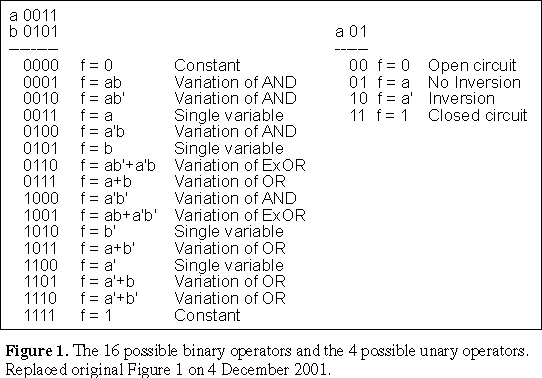 a 0011
b 0101
a 01
0000 f = 0 Constant
00 f = 0 Open circuit
0001 f = ab Variation of AND
01 f = a No Inversion
0010 f = ab' Variation of AND
10 f = a' Inversion
0011 f = a Single variable
11 f = 1 Closed circuit
0100 f = a'b Variation of AND
0101 f = b Single variable
0110 f = ab'+a'b Variation of ExOR
0111 f = a+b Variation of OR
1000 f = a'b' Variation of AND
1001 f = ab+a'b' Variation of ExOR
1010 f = b' Single variable
1011 f = a+b' Variation of OR
1100 f = a' Single variable
1101 f = a'+b Variation of OR
1110 f = a'+b' Variation of OR
1111 f = 1 Constant
Figure 1. The 16 possible binary operators and the 4 possible unary operators.
Replaced original Figure 1 on 4 December 2001.